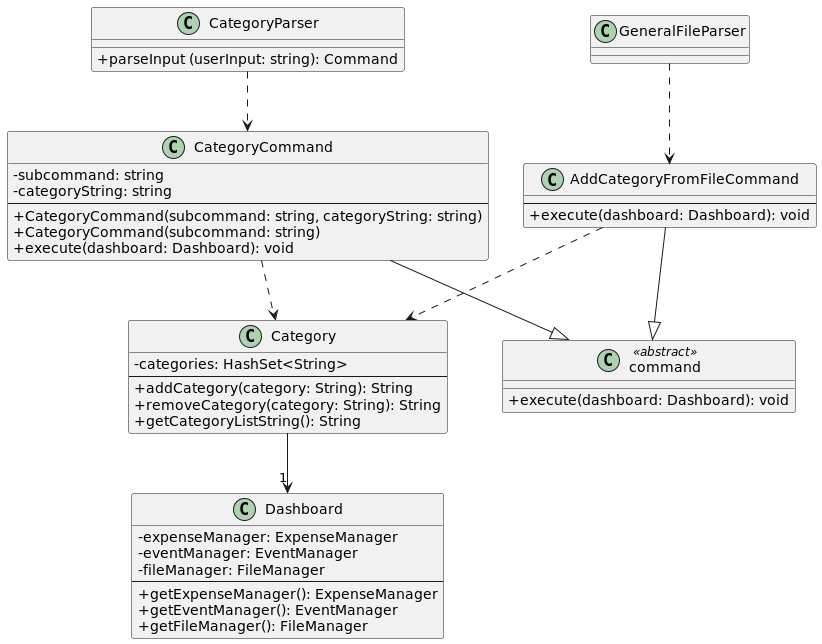 C CategoryParser
+parseInput (userInput: string): Command
C GeneralFileParser
C CategoryCommand
-subcommand: string
-categoryString: string
+CategoryCommand(subcommand: string, categoryString: string)
+CategoryCommand(subcommand: string)
+execute(dashboard: Dashboard): void
C AddCategoryFromFileCommand
+execute(dashboard: Dashboard): void
C Category
-categories: HashSet<String>
+addCategory(category: String): String
+removeCategory(category: String): String
+getCategoryListString(): String
C «abstract»
command
+execute(dashboard: Dashboard): void
1
C Dashboard
-expenseManager: ExpenseManager
-eventManager: EventManager
-fileManager: FileManager
+getExpenseManager(): ExpenseManager
+getEventManager(): EventManager
+getFileManager(): FileManager